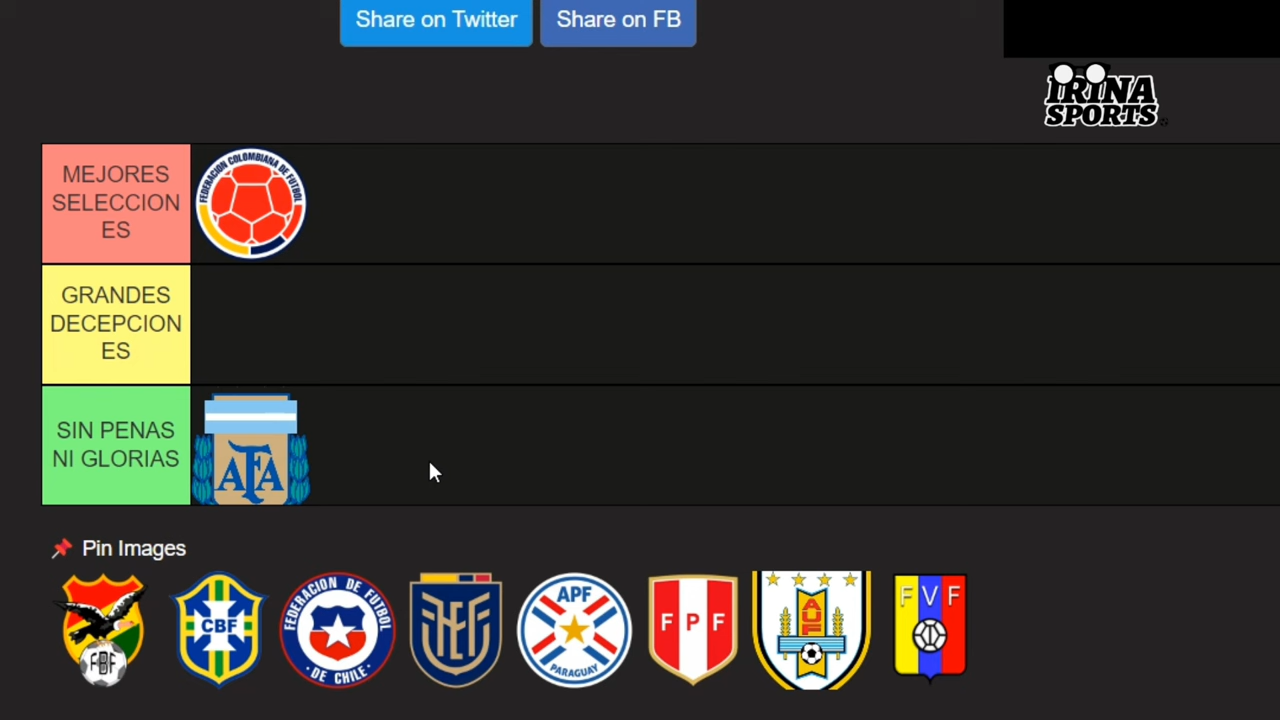 Share on Twitter
Share on FB
IRINA
SPORTS
MEJORES
SELECCION
ES
FEDERACION COLOMBIANA DE FUTBOL
GRANDES
DECEPCION
ES
SIN PENAS
NI GLORIAS
AFA
Pin Images
FBF
CBF
FEDERACION DE FUTBOL
· DE CHILE ·
FEF
APF
PARAGUAY
F P F
AUF
F V F